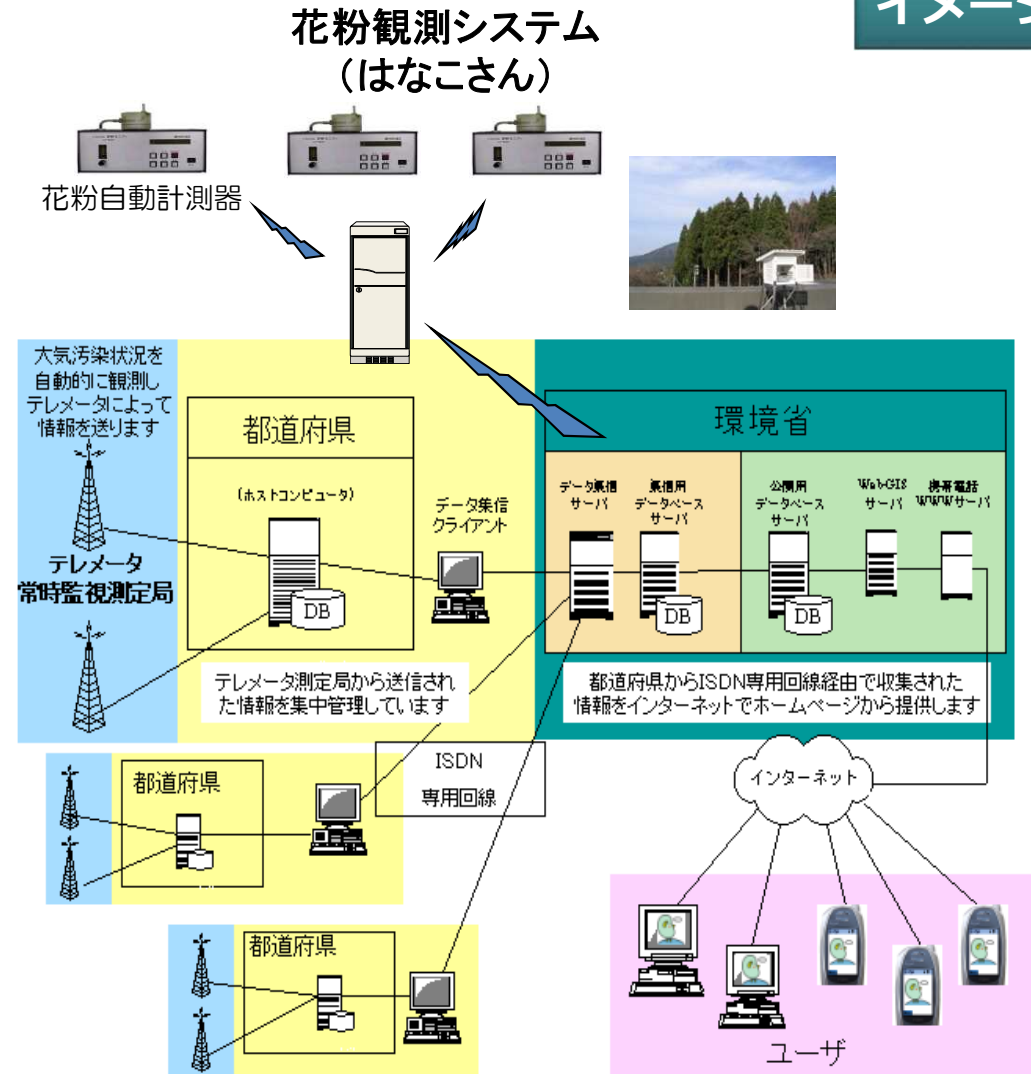 イメージ
花粉観測システム
（はなこさん）
花粉自動計測器
大気汚染状況を
自動的に観測し
テレメータによって
情報を送ります
テレメータ
常時監視測定局
都道府県
(ホストコンピュータ)
DB
データ集信
クライアント
テレメータ測定局から送信され
た情報を集中管理しています
環境省
データ集信
サーバ
集信用
データベース
サーバ
DB
公開用
データベース
サーバ
DB
Web-GIS
サーバ
携帯電話
WWWサーバ
都道府県からISDN専用回線経由で収集された
情報をインターネットでホームページから提供します
ISDN
専用回線
都道府県
都道府県
インターネット
ユーザ